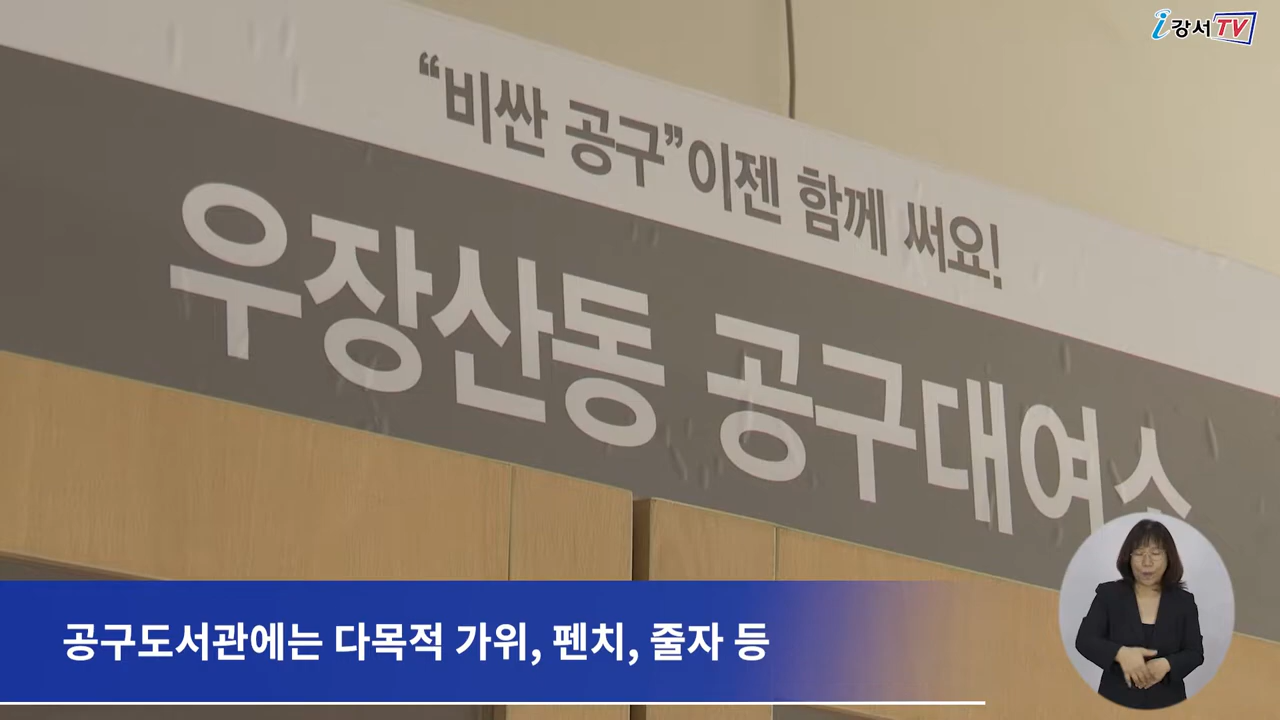 i강서TV
“비싼 공구”이젠 함께 써요!
우장산동 공구대여소
공구도서관에는 다목적 가위, 펜치, 줄자 등